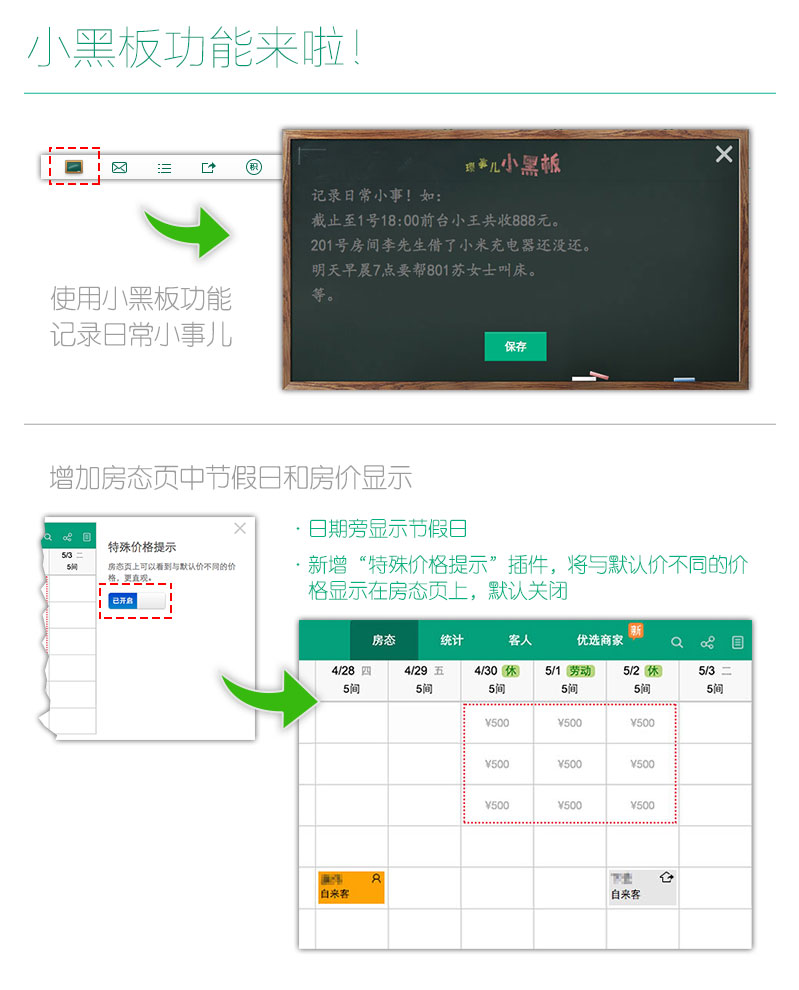 小黑板功能来啦！
积
琐事儿小黑板
记录日常小事！如：
截止至1号18:00前台小王共收888元。
201号房间李先生借了小米充电器还没还。
明天早晨7点要帮801苏女士叫床。
等。
保存
使用小黑板功能
记录日常小事儿
增加房态页中节假日和房价显示
5/3 二
5间
特殊价格提示
房态页上可以看到与默认价不同的价
格，更直观。
已开启
· 日期旁显示节假日
· 新增“特殊价格提示”插件，将与默认价不同的价
格显示在房态页上，默认关闭
房态 统计 客人 优选商家 新
4/28 四 4/29 五 4/30 休 5/1 劳动 5/2 休 5/3 二
5间 5间 5间 5间 5间 5间
¥500 ¥500 ¥500
¥500 ¥500 ¥500
¥500 ¥500 ¥500
自来客 自来客